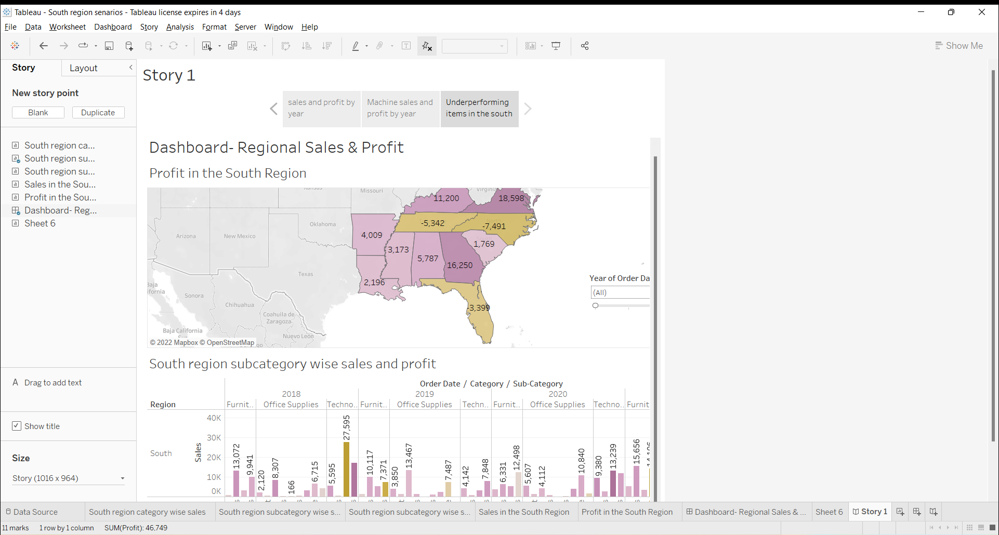 Tableau - South region senarios - Tableau license expires in 4 days
File Data Worksheet Dashboard Story Analysis Format Server Window Help
Show Me
Story Layout
New story point
Blank Duplicate
South region ca...
South region su...
South region su...
Sales in the Sou...
Profit in the Sou...
Dashboard- Reg...
Sheet 6
A Drag to add text
Show title
Size
Story (1016 x 964)
Story 1
sales and profit by
year
Machine sales and
profit by year
Underperforming
items in the south
Dashboard- Regional Sales & Profit
Profit in the South Region
Missouri
Virginia
11,200
18,598
Oklahoma
-5,342
-7,491
Arizona
New Mexico
4,009
1,769
3,173
5,787
16,250
Texas
2,196
Baja
Sonora
Chihuahua
-3,399
Coahuila de
Zaragoza
Baja California
Nuevo León
© 2022 Mapbox © OpenStreetMap
Year of Order Da
(All)
South region subcategory wise sales and profit
Order Date / Category / Sub-Category
2018 2019 2020
Region Furnit.. Office Supplies Techno.. Furnit.. Office Supplies Techn.. Furnit.. Office Supplies Techno.. Furnit
South
Sales
40K
30K
20K
10K
0K
13,072
9,941
2,120
8,307
166
6,715
5,595
27,595
10,117
7,371
3,850
13,467
7,487
4,142
7,848
6,331
12,498
5,607
4,112
10,840
9,380
13,239
15,656
Data Source South region category wise sales South region subcategory wise s... South region subcategory wise s... Sales in the South Region Profit in the South Region Dashboard- Regional Sales & ... Sheet 6 Story 1
11 marks 1 row by 1 column SUM(Profit): 46,749